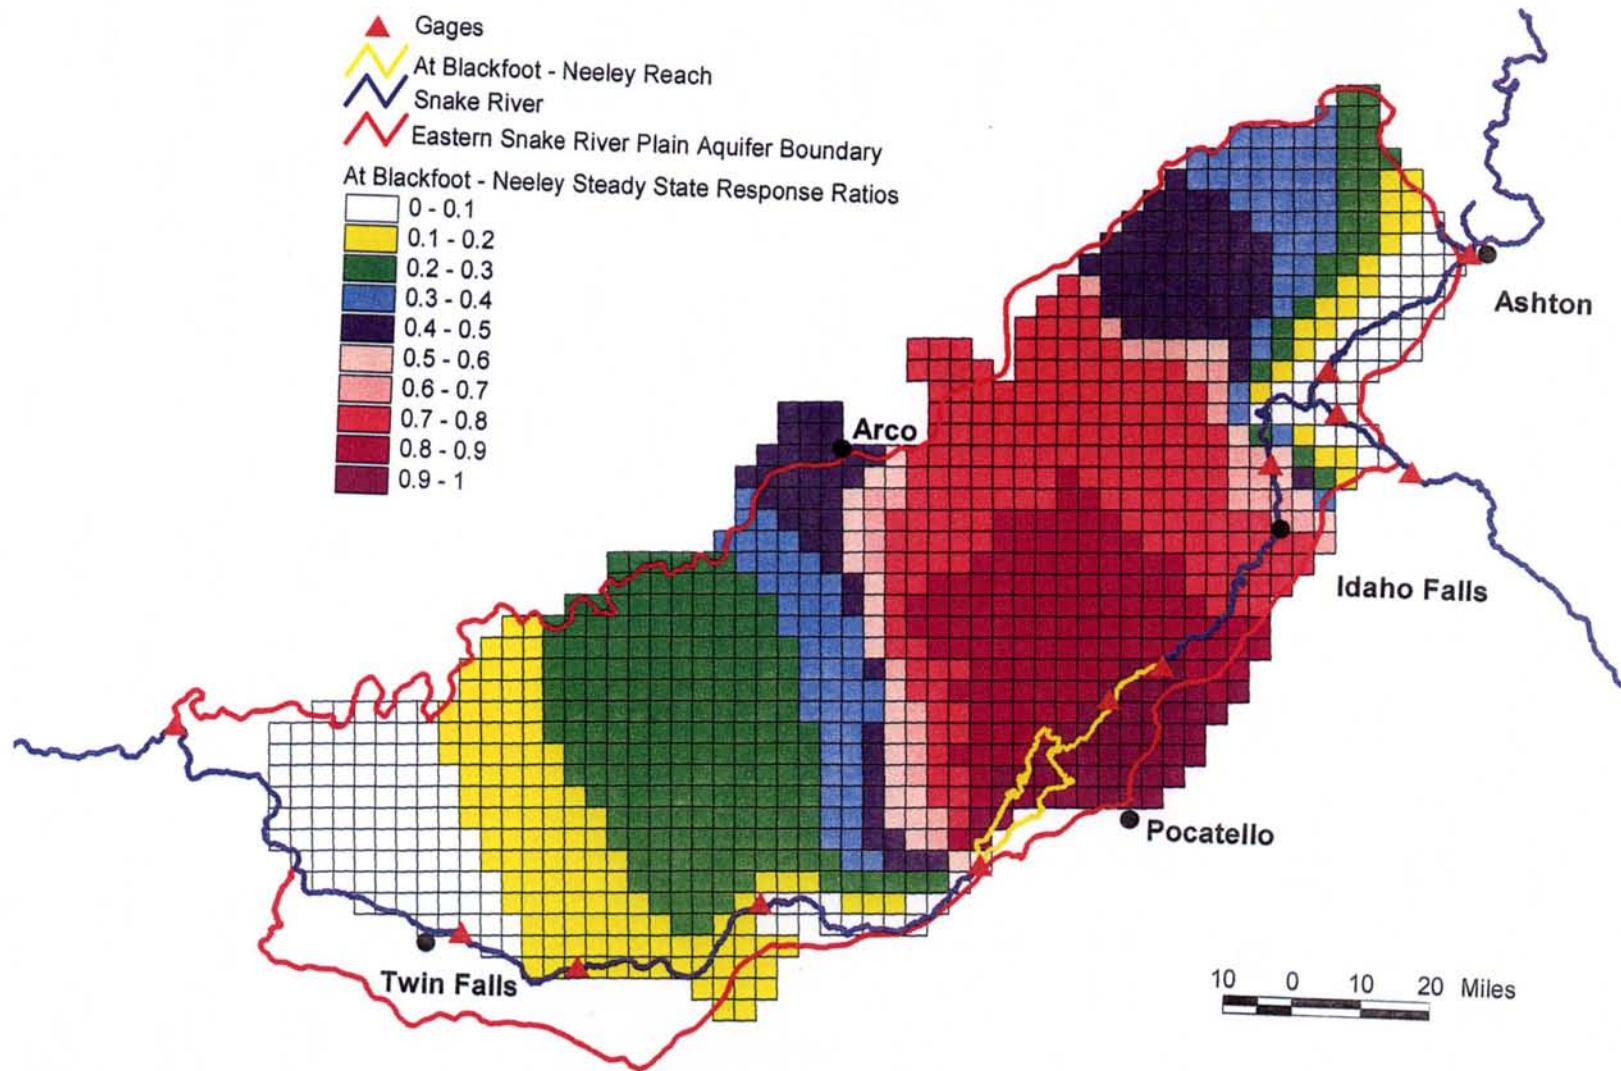 Gages
At Blackfoot - Neeley Reach
Snake River
Eastern Snake River Plain Aquifer Boundary
At Blackfoot - Neeley Steady State Response Ratios
0 - 0.1
0.1 - 0.2
0.2 - 0.3
0.3 - 0.4
0.4 - 0.5
0.5 - 0.6
0.6 - 0.7
0.7 - 0.8
0.8 - 0.9
0.9 - 1
Ashton
Arco
Idaho Falls
Pocatello
Twin Falls
10 0 10 20 Miles